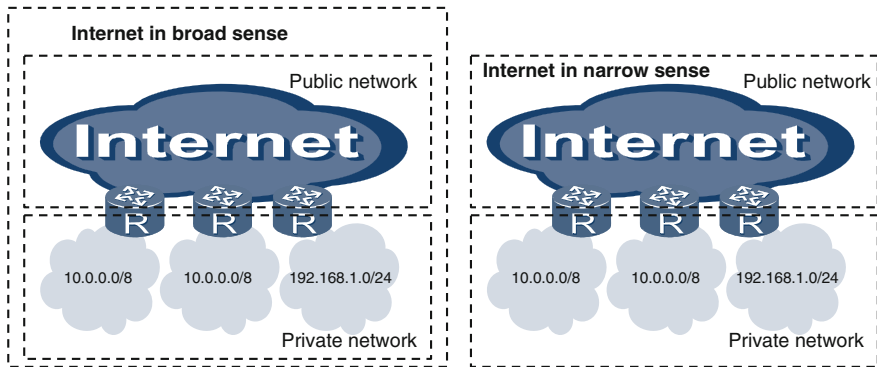 Internet in broad sense
Public network
Internet
R R R
10.0.0.0/8 10.0.0.0/8 192.168.1.0/24
Private network
Internet in narrow sense
Public network
Internet
R R R
10.0.0.0/8 10.0.0.0/8 192.168.1.0/24
Private network